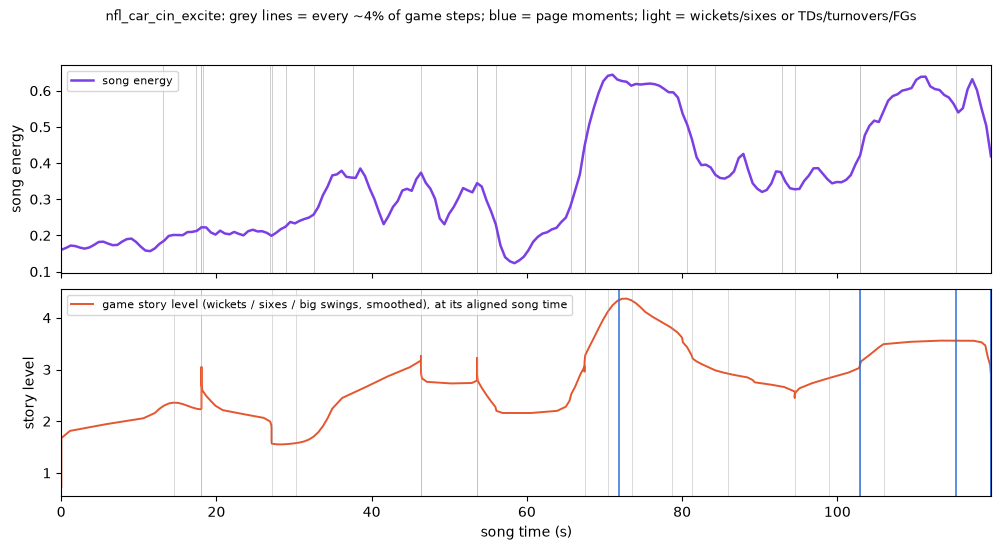 nfl_car_cin_excite: grey lines = every ~4% of game steps; blue = page moments; light = wickets/sixes or TDs/turnovers/FGs
song energy
0.6
0.5
0.4
0.3
0.2
0.1
song energy
game story level (wickets / sixes / big swings, smoothed), at its aligned song time
4
3
2
1
story level
0 20 40 60 80 100
song time (s)